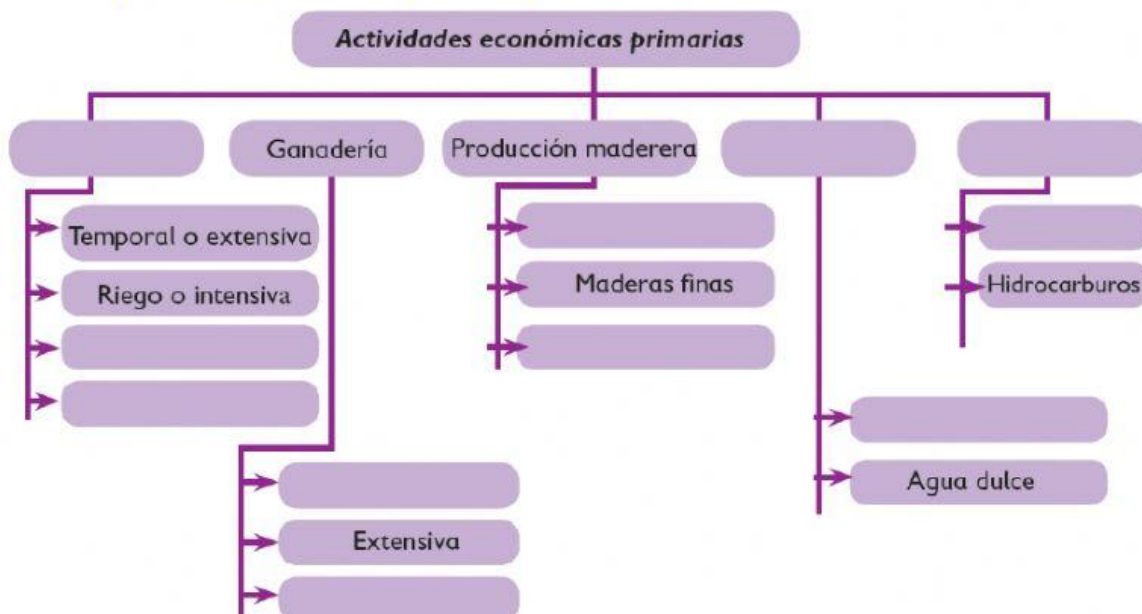 Actividades económicas primarias
Ganadería
Producción maderera
Temporal o extensiva
Riego o intensiva
Maderas finas
Hidrocarburos
Agua dulce
Extensiva